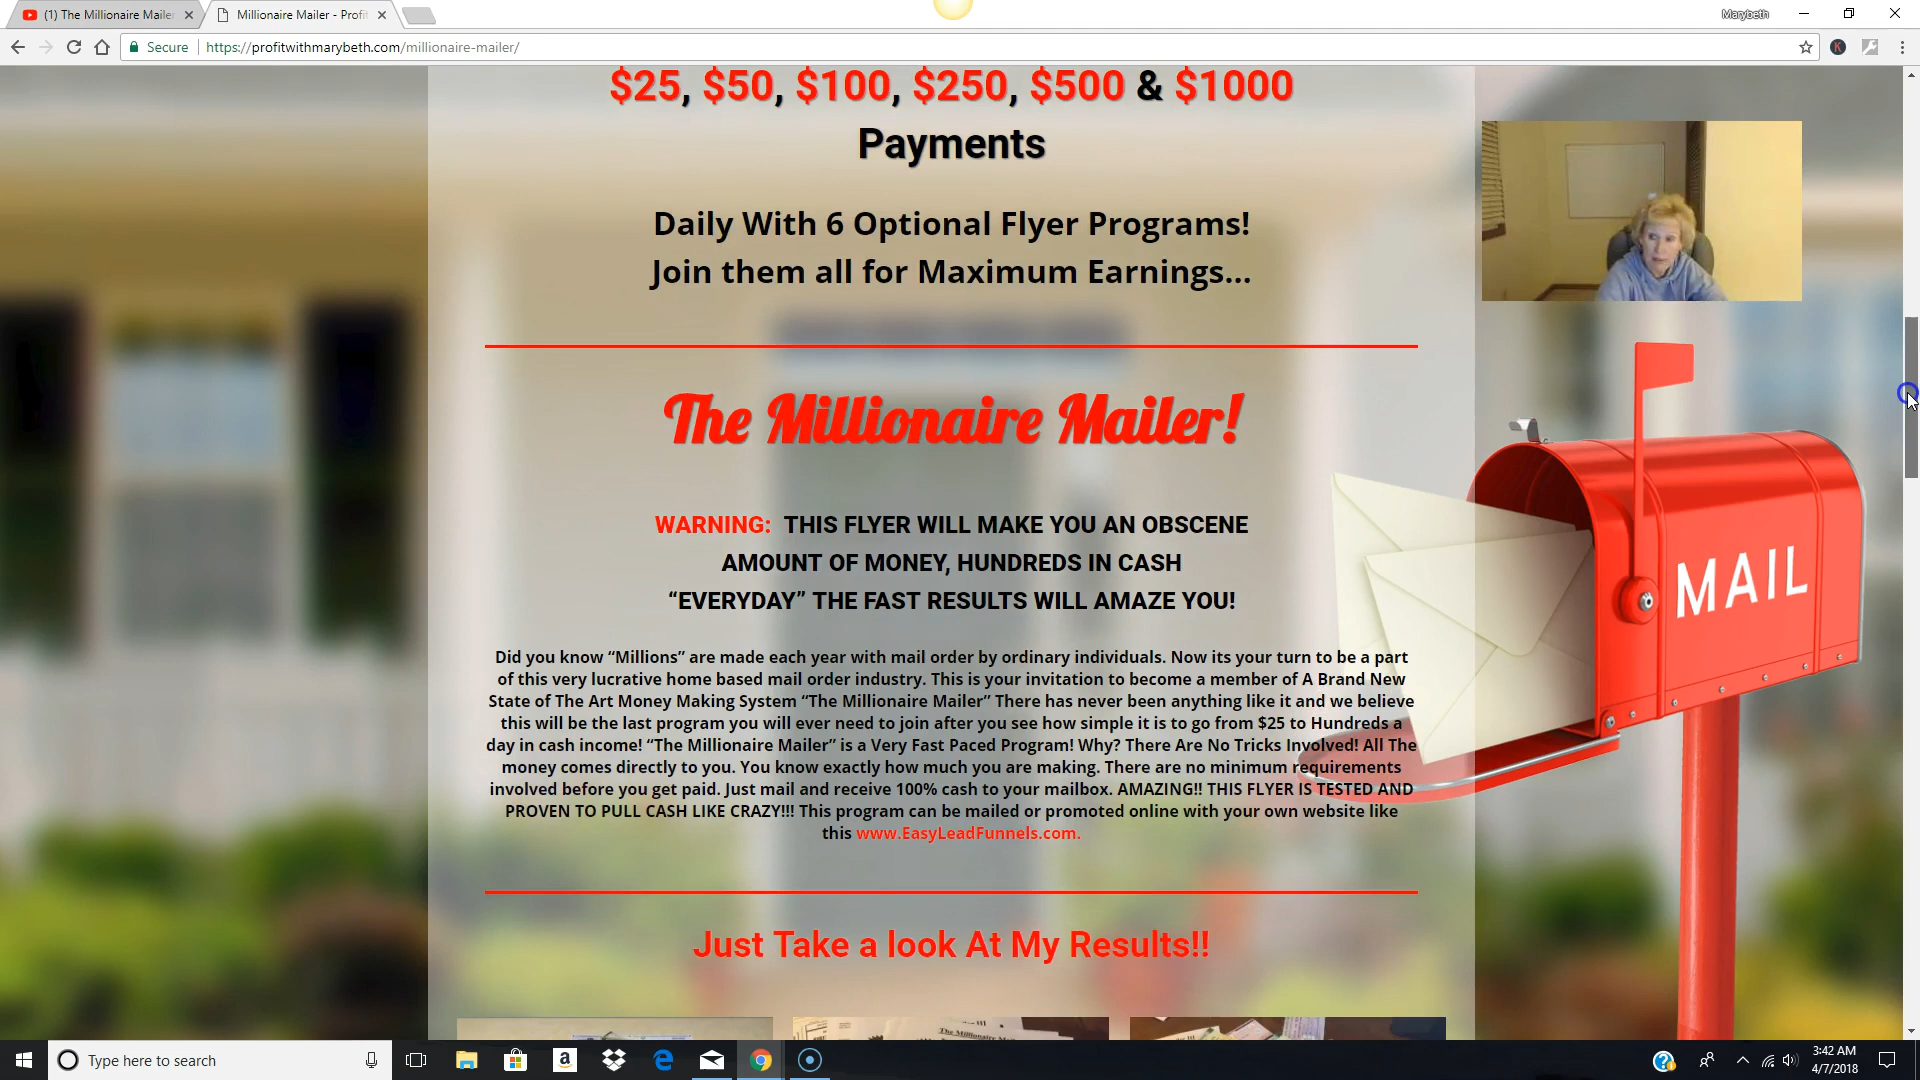 (1) The Millionaire Mailer
Millionaire Mailer - Profit
Marybeth
Secure
https://profitwithmarybeth.com/millionaire-mailer/
K
$25, $50, $100, $250, $500 & $1000
Payments
Daily With 6 Optional Flyer Programs!
Join them all for Maximum Earnings...
The Millionaire Mailer!
WARNING: THIS FLYER WILL MAKE YOU AN OBSCENE
AMOUNT OF MONEY, HUNDREDS IN CASH
“EVERYDAY” THE FAST RESULTS WILL AMAZE YOU!
MAIL
Did you know “Millions” are made each year with mail order by ordinary individuals. Now its your turn to be a part
of this very lucrative home based mail order industry. This is your invitation to become a member of A Brand New
State of The Art Money Making System “The Millionaire Mailer” There has never been anything like it and we believe
this will be the last program you will ever need to join after you see how simple it is to go from $25 to Hundreds a
day in cash income! “The Millionaire Mailer” is a Very Fast Paced Program! Why? There Are No Tricks Involved! All The
money comes directly to you. You know exactly how much you are making. There are no minimum requirements
involved before you get paid. Just mail and receive 100% cash to your mailbox. AMAZING!! THIS FLYER IS TESTED AND
PROVEN TO PULL CASH LIKE CRAZY!!! This program can be mailed or promoted online with your own website like
this www.EasyLeadFunnels.com.
Just Take a look At My Results!!
Type here to search
3:42 AM
4/7/2018